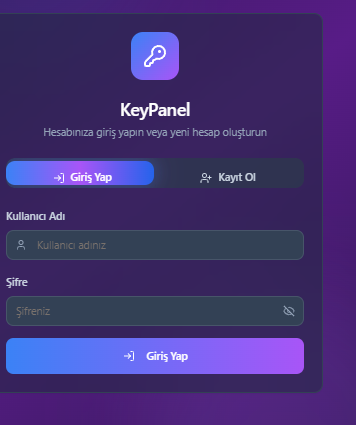 KeyPanel
Hesabınıza giriş yapın veya yeni hesap oluşturun
Giriş Yap
Kayıt Ol
Kullanıcı Adı
Kullanıcı adınız
Şifre
Şifreniz
Giriş Yap